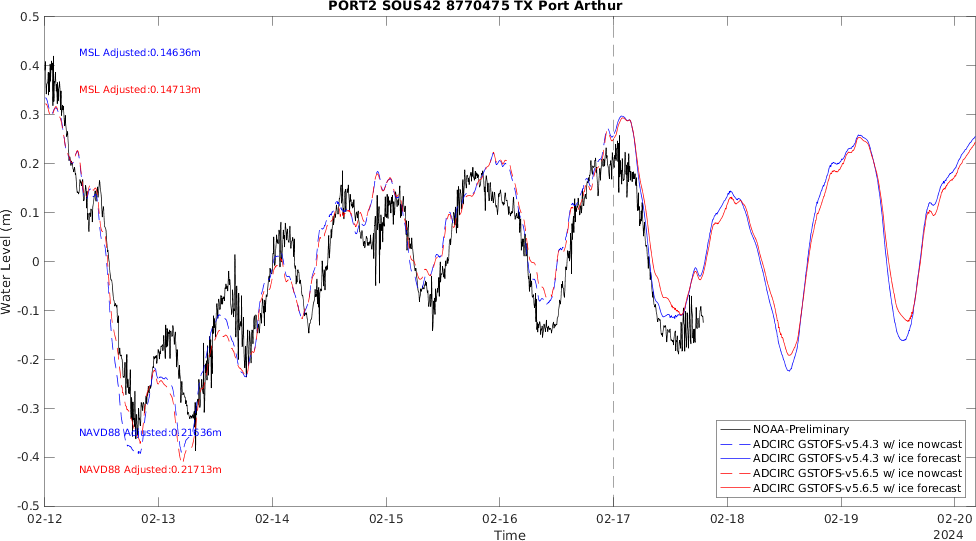 PORT2 SOUS42 8770475 TX Port Arthur
0.5
0.4
0.3
0.2
0.1
0
-0.1
-0.2
-0.3
-0.4
-0.5
Water Level (m)
MSL Adjusted:0.14636m
MSL Adjusted:0.14713m
NAVD88 Adjusted:0.21636m
NAVD88 Adjusted:0.21713m
NOAA-Preliminary
ADCIRC GSTOFS-v5.4.3 w/ ice nowcast
ADCIRC GSTOFS-v5.4.3 w/ ice forecast
ADCIRC GSTOFS-v5.6.5 w/ ice nowcast
ADCIRC GSTOFS-v5.6.5 w/ ice forecast
02-12 02-13 02-14 02-15 02-16 02-17 02-18 02-19 02-20
Time
2024